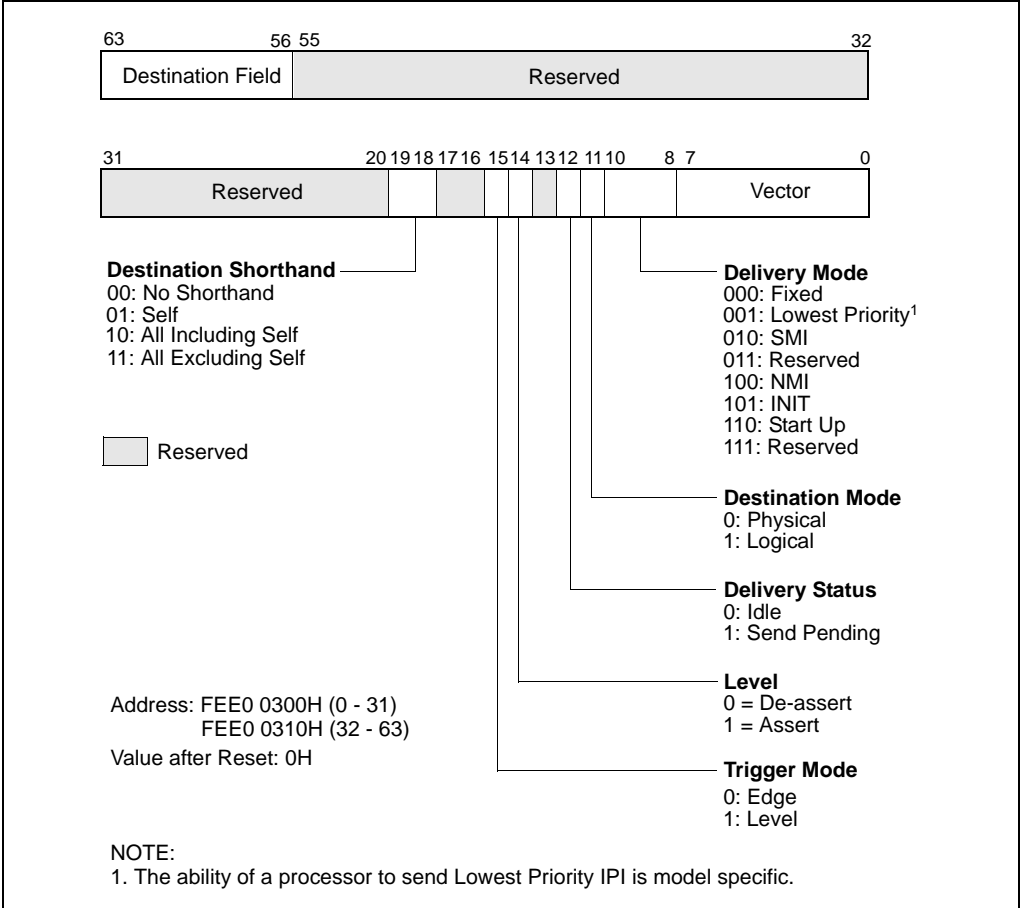 63 56 55 32
Destination Field Reserved
31 20 19 18 17 16 15 14 13 12 11 10 8 7 0
Reserved Vector
Destination Shorthand
00: No Shorthand
01: Self
10: All Including Self
11: All Excluding Self
Reserved
Delivery Mode
000: Fixed
001: Lowest Priority¹
010: SMI
011: Reserved
100: NMI
101: INIT
110: Start Up
111: Reserved
Destination Mode
0: Physical
1: Logical
Delivery Status
0: Idle
1: Send Pending
Level
0 = De-assert
1 = Assert
Trigger Mode
0: Edge
1: Level
Address: FEE0 0300H (0 - 31)
FEE0 0310H (32 - 63)
Value after Reset: 0H
NOTE:
1. The ability of a processor to send Lowest Priority IPI is model specific.